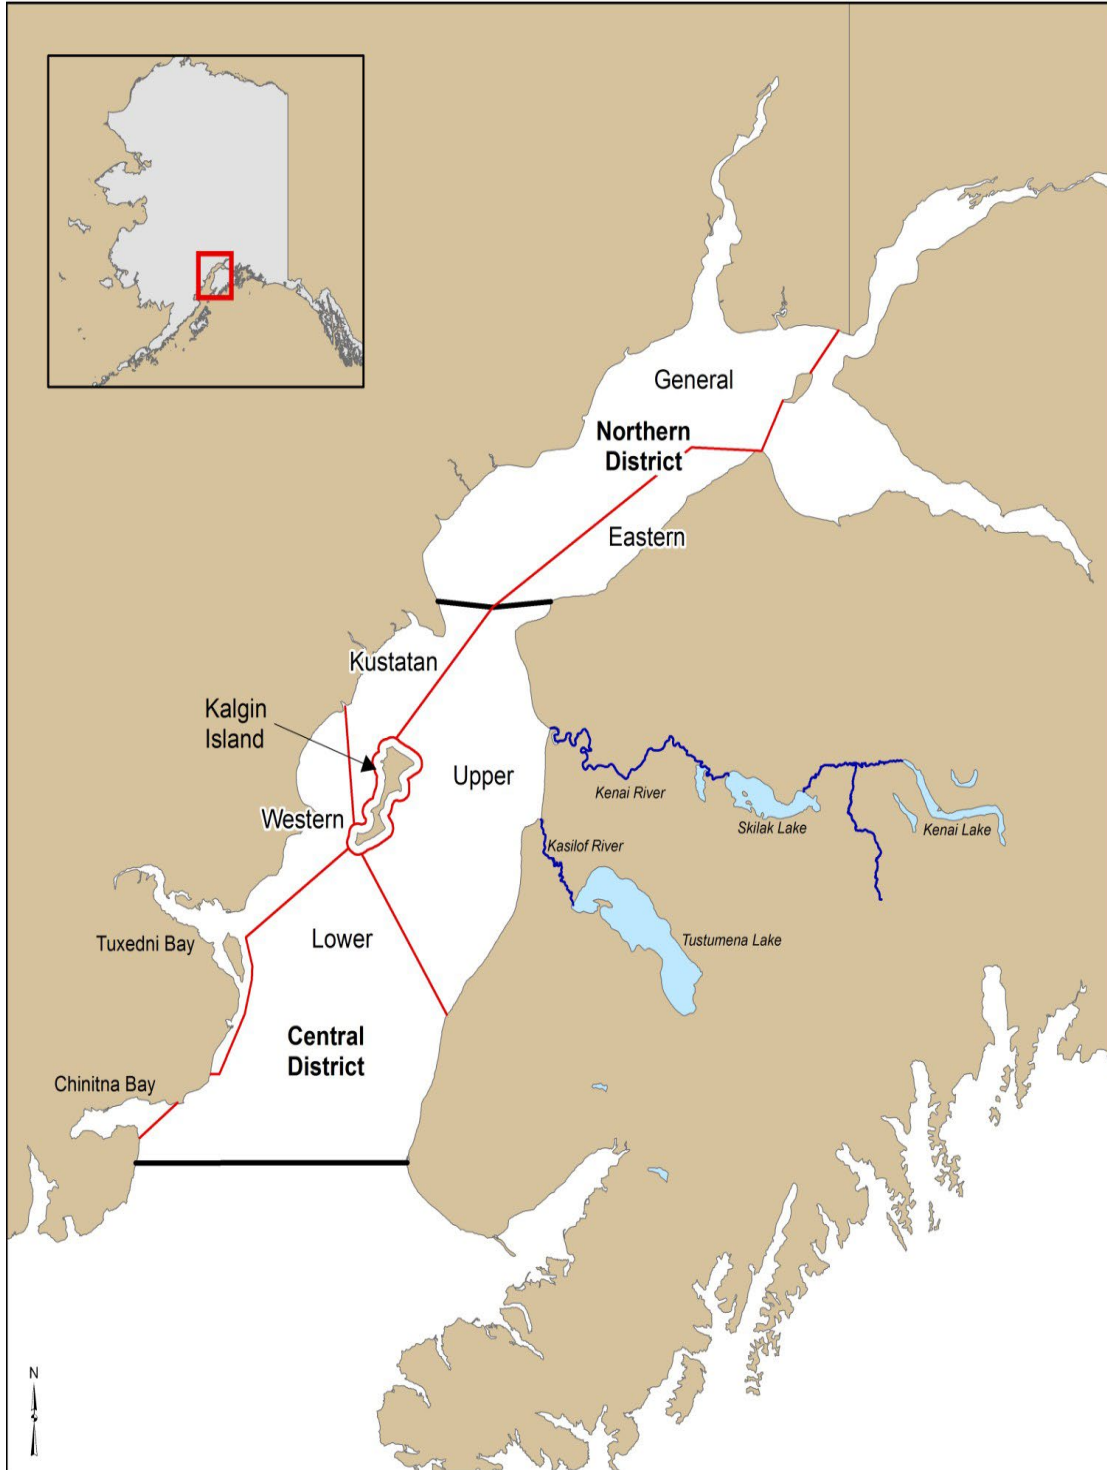 General
Northern
District
Eastern
Kustatan
Kalgin
Island
Upper
Kenai River
Skilak Lake
Kenai Lake
Western
Kasilof River
Tuxedni Bay
Lower
Tustumena Lake
Central
District
Chinitna Bay
N